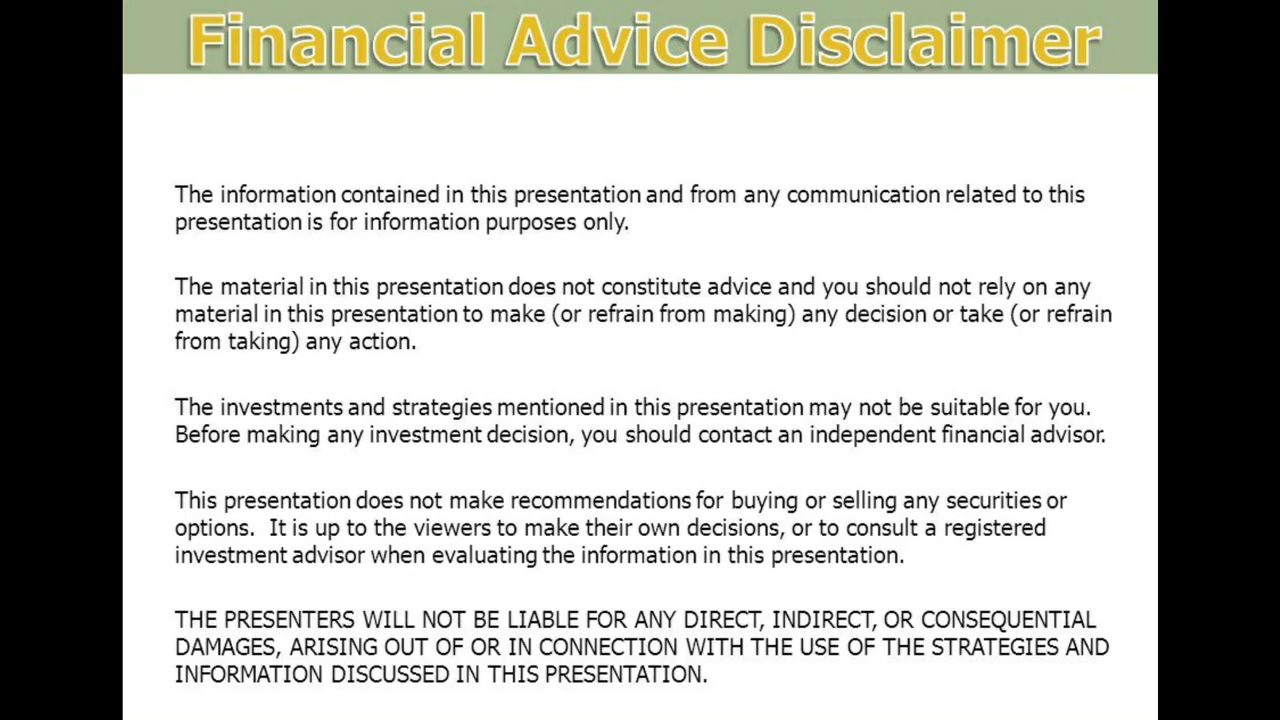 Financial Advice Disclaimer
The information contained in this presentation and from any communication related to this
presentation is for information purposes only.
The material in this presentation does not constitute advice and you should not rely on any
material in this presentation to make (or refrain from making) any decision or take (or refrain
from taking) any action.
The investments and strategies mentioned in this presentation may not be suitable for you.
Before making any investment decision, you should contact an independent financial advisor.
This presentation does not make recommendations for buying or selling any securities or
options.  It is up to the viewers to make their own decisions, or to consult a registered
investment advisor when evaluating the information in this presentation.
THE PRESENTERS WILL NOT BE LIABLE FOR ANY DIRECT, INDIRECT, OR CONSEQUENTIAL
DAMAGES, ARISING OUT OF OR IN CONNECTION WITH THE USE OF THE STRATEGIES AND
INFORMATION DISCUSSED IN THIS PRESENTATION.